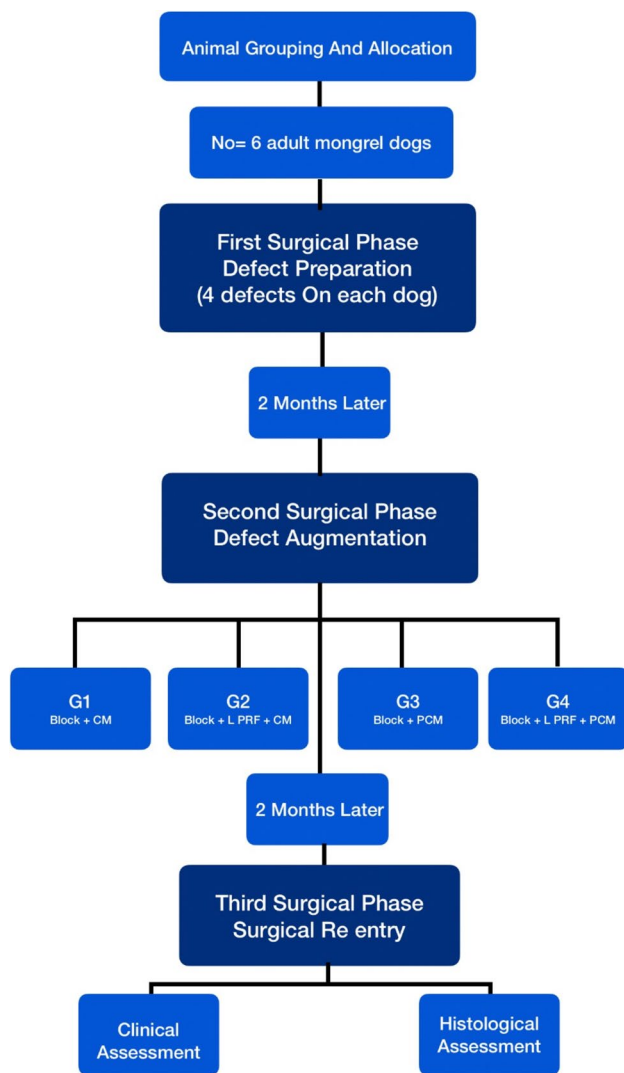 Animal Grouping And Allocation
No= 6 adult mongrel dogs
First Surgical Phase
Defect Preparation
(4 defects On each dog)
2 Months Later
Second Surgical Phase
Defect Augmentation
G1
Block + CM
G2
Block + L PRF + CM
G3
Block + PCM
G4
Block + L PRF + PCM
2 Months Later
Third Surgical Phase
Surgical Re entry
Clinical
Assessment
Histological
Assessment